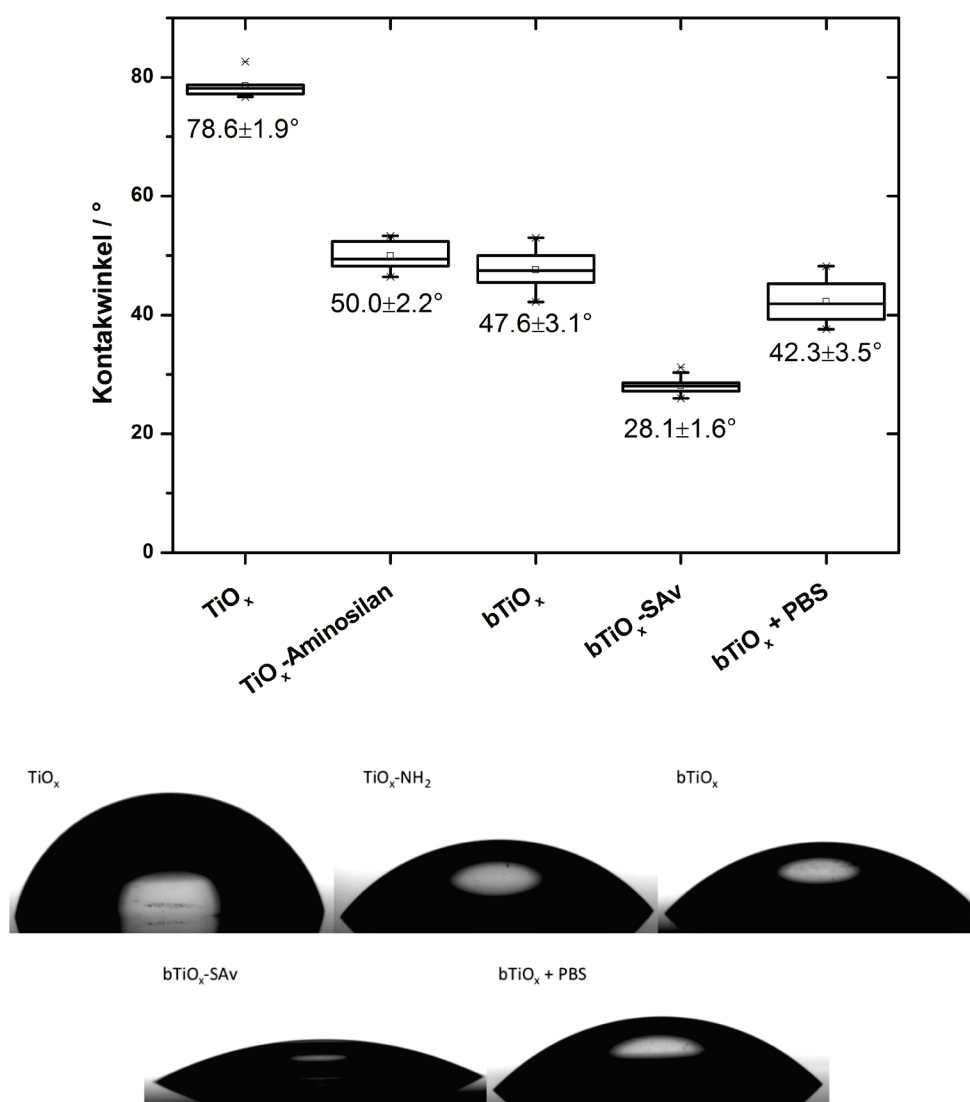 80
60
40
20
0
Kontakwinkel / °
78.6±1.9°
50.0±2.2°
47.6±3.1°
28.1±1.6°
42.3±3.5°
TiOₓ
TiOₓ-Aminosilan
bTiOₓ
bTiOₓ-SAv
bTiOₓ + PBS
TiOₓ
TiOₓ-NH₂
bTiOₓ
bTiOₓ-SAv
bTiOₓ + PBS